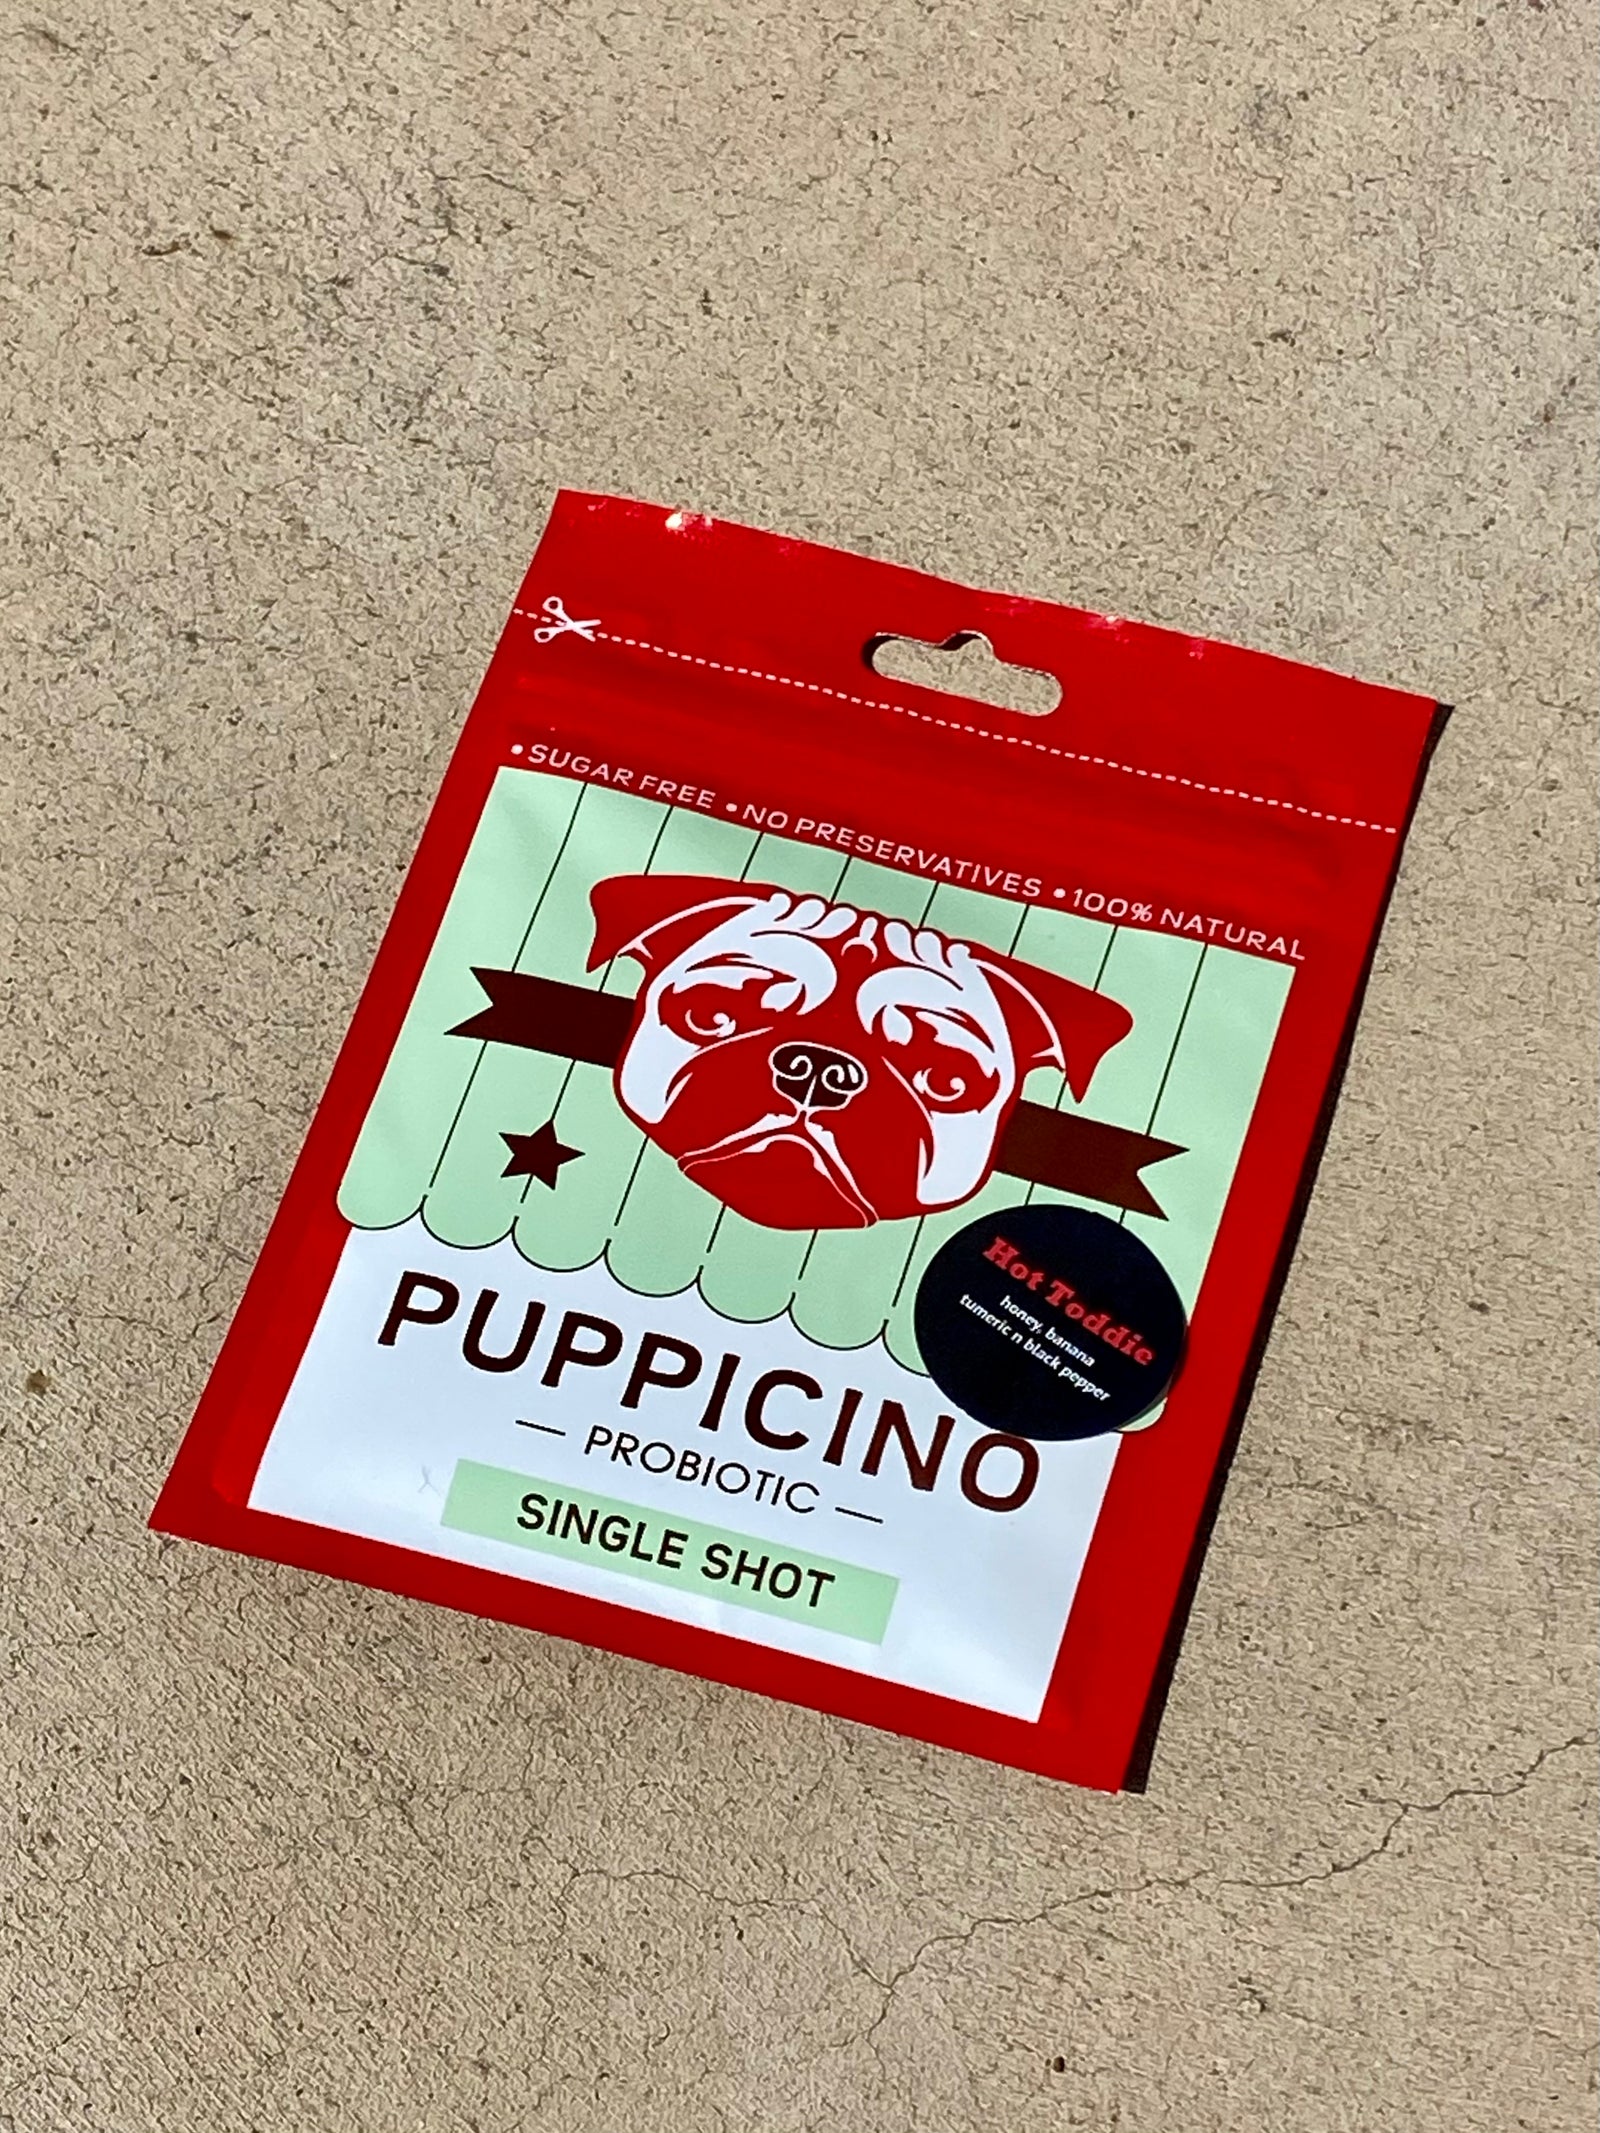 •SUGAR FREE •NO PRESERVATIVES •100% NATURAL
Hot Toddie
honey, banana
tumeric n black pepper
PUPPICINO
— PROBIOTIC —
SINGLE SHOT